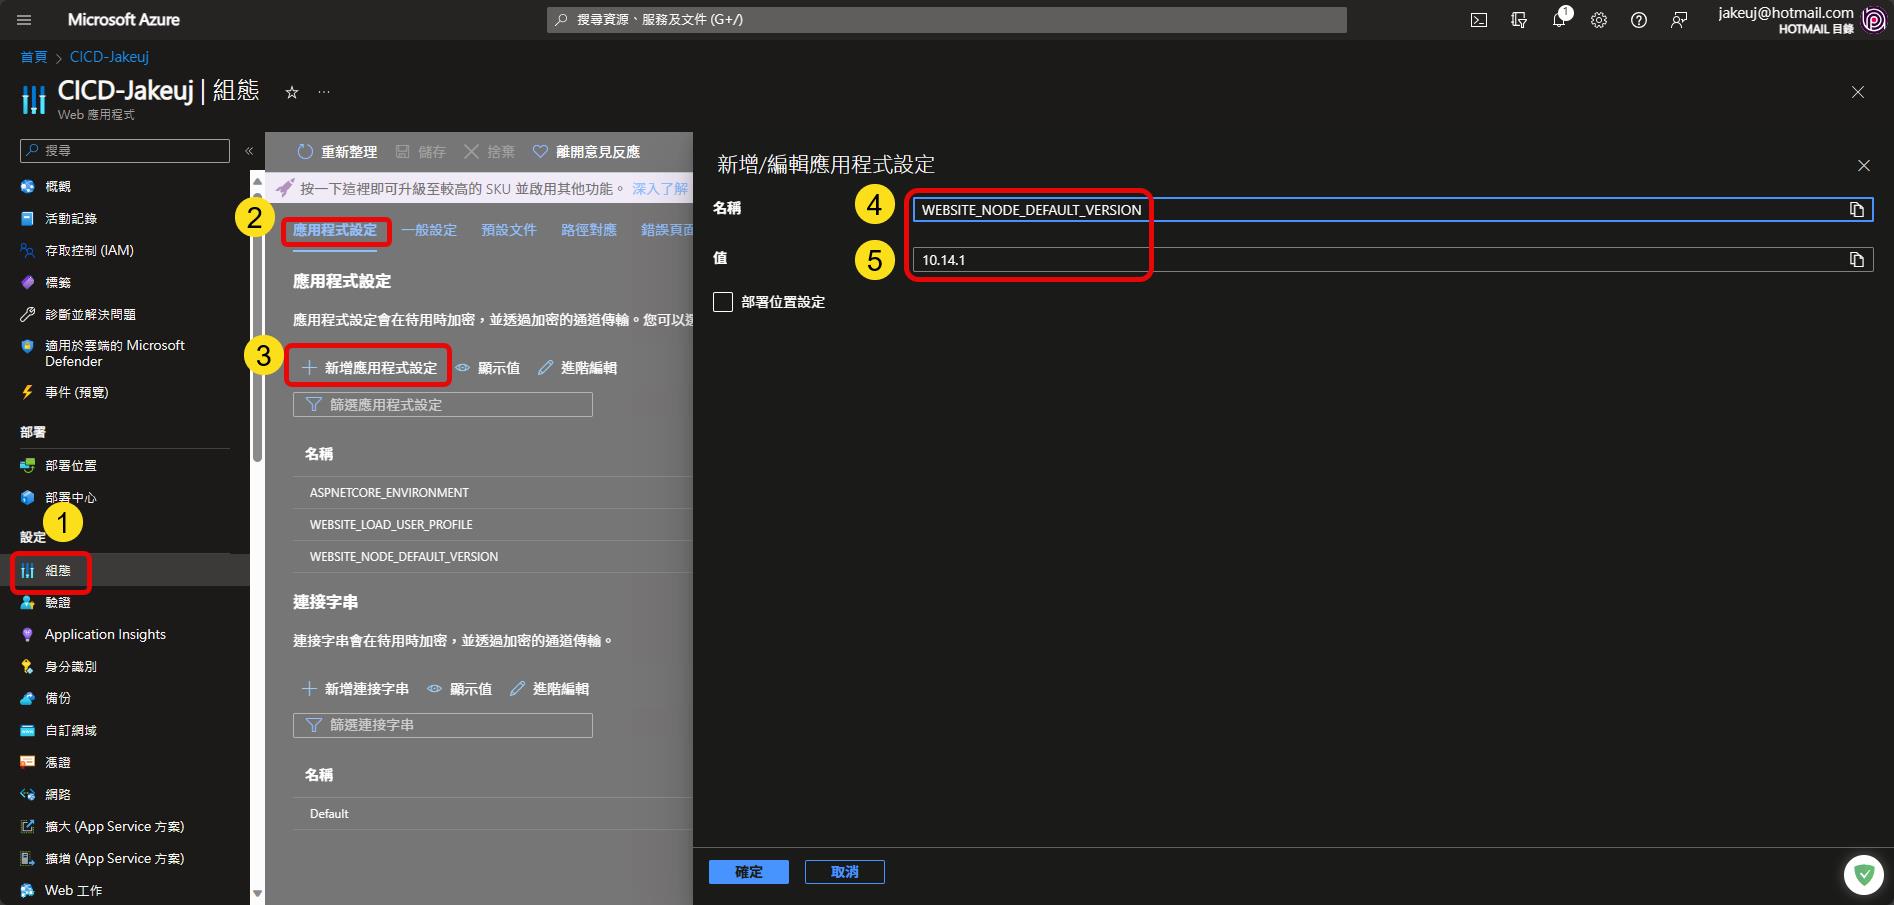 Microsoft Azure
搜尋資源、服務及文件 (G+/)
1
jakeuj@hotmail.com
HOTMAIL 目錄
首頁 > CICD-Jakeuj
CICD-Jakeuj | 組態
Web 應用程式
搜尋
概觀
活動記錄
存取控制 (IAM)
標籤
診斷並解決問題
適用於雲端的 Microsoft
Defender
事件 (預覽)
部署
部署位置
部署中心
1
設定
組態
驗證
Application Insights
身分識別
備份
自訂網域
憑證
網路
擴大 (App Service 方案)
擴增 (App Service 方案)
Web 工作
重新整理 儲存 捨棄 離開意見反應
按一下這裡即可升級至較高的 SKU 並啟用其他功能。 深入了解
2
應用程式設定 一般設定 預設文件 路徑對應 錯誤頁面
應用程式設定
應用程式設定會在待用時加密，並透過加密的通道傳輸。您可以選
3
新增應用程式設定 顯示值 進階編輯
篩選應用程式設定
名稱
ASPNETCORE_ENVIRONMENT
WEBSITE_LOAD_USER_PROFILE
WEBSITE_NODE_DEFAULT_VERSION
連接字串
連接字串會在待用時加密，並透過加密的通道傳輸。
新增連接字串 顯示值 進階編輯
篩選連接字串
名稱
Default
新增/編輯應用程式設定
名稱 4 WEBSITE_NODE_DEFAULT_VERSION
值 5 10.14.1
部署位置設定
確定 取消